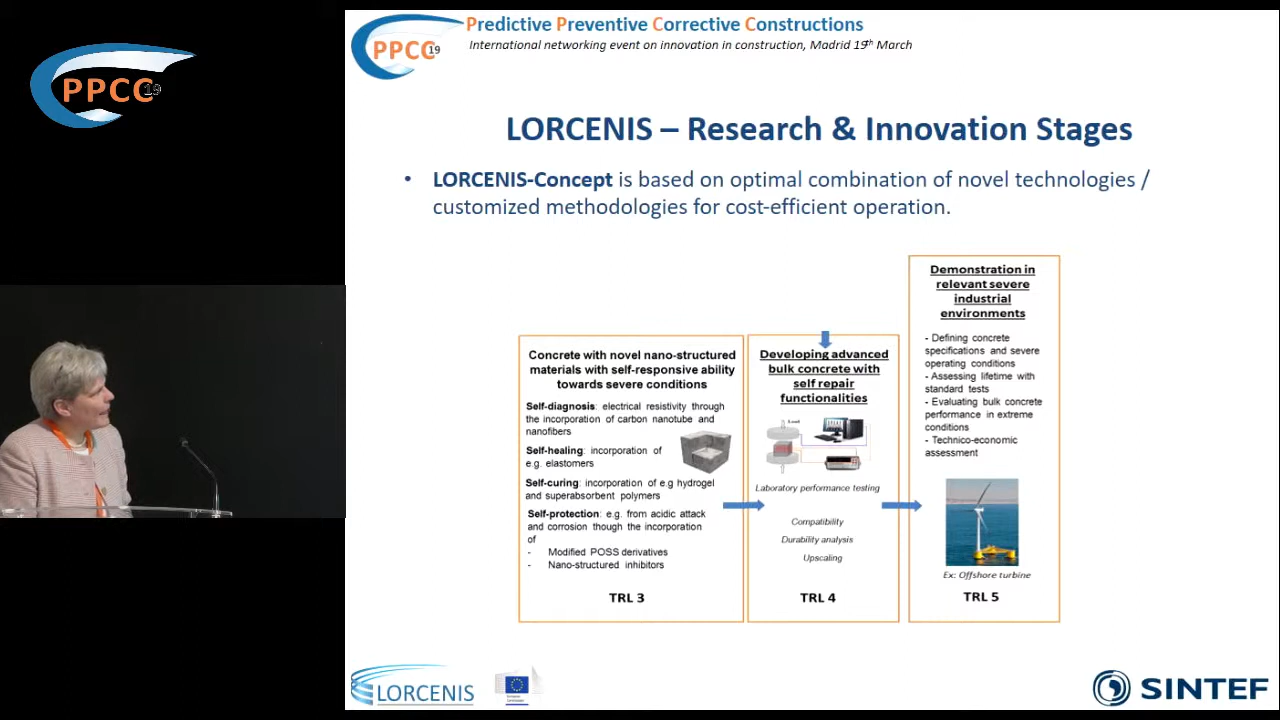 PPCC 19
PPCC 19
Predictive Preventive Corrective Constructions
International networking event on innovation in construction, Madrid 19th March
LORCENIS – Research & Innovation Stages
• LORCENIS-Concept is based on optimal combination of novel technologies /
customized methodologies for cost-efficient operation.
Concrete with novel nano-structured
materials with self-responsive ability
towards severe conditions
Self-diagnosis: electrical resistivity through
the incorporation of carbon nanotube and
nanofibers
Self-healing: incorporation of
e.g. elastomers
Self-curing: incorporation of e.g hydrogel
and superabsorbent polymers
Self-protection: e.g. from acidic attack
and corrosion though the incorporation
of
- Modified POSS derivatives
- Nano-structured inhibitors
TRL 3
Developing advanced
bulk concrete with
self repair
functionalities
Load
Laboratory performance testing
Compatibility
Durability analysis
Upscaling
TRL 4
Demonstration in
relevant severe
industrial
environments
- Defining concrete
specifications and severe
operating conditions
- Assessing lifetime with
standard tests
- Evaluating bulk concrete
performance in extreme
conditions
- Technico-economic
assessment
Ex: Offshore turbine
TRL 5
LORCENIS
European
Commission
SINTEF